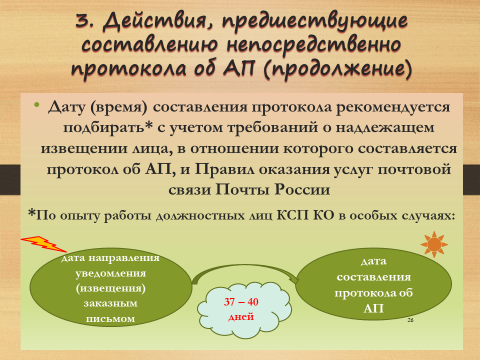 3. Действия, предшествующие
составлению непосредственно
протокола об АП (продолжение)
• Дату (время) составления протокола рекомендуется
подбирать* с учетом требований о надлежащем
извещении лица, в отношении которого составляется
протокол об АП, и Правил оказания услуг почтовой
связи Почты России
*По опыту работы должностных лиц КСП КО в особых случаях:
дата направления
уведомления
(извещения)
заказным
письмом
37 – 40
дней
дата
составления
протокола об
АП
26